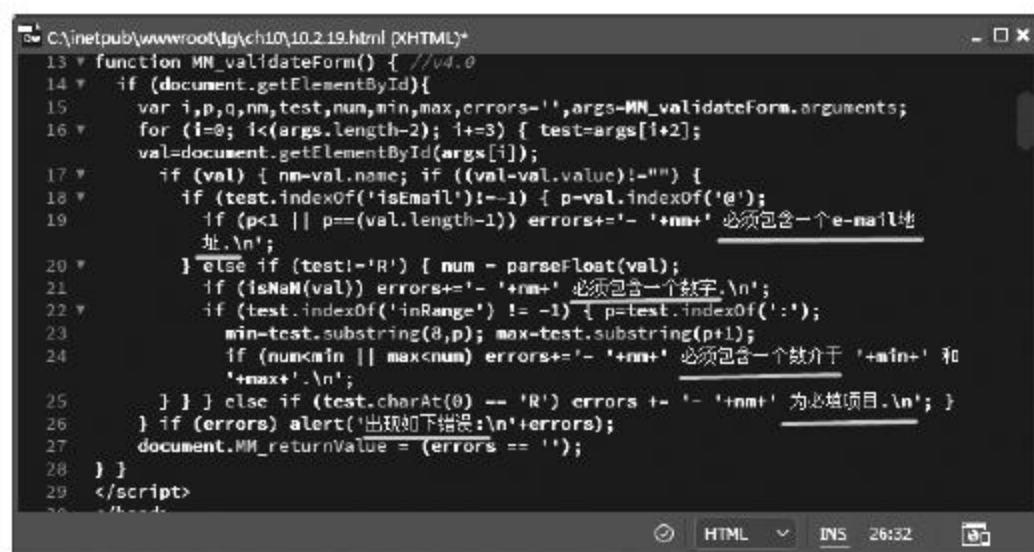 C:\inetpub\wwwroot\lg\ch10\10.2.19.html (XHTML)*
13 function MM_validateForm() { //v4.0
14 if (document.getElementById){
15 var i,p,q,nm,test,num,min,max,errors='',args=MM_validateForm.arguments;
16 for (i=0; i<(args.length-2); i+=3) { test=args[i+2];
val=document.getElementById(args[i]);
17 if (val) { nm=val.name; if ((val=val.value)!="") {
18 if (test.indexOf('isEmail')!=-1) { p=val.indexOf('@');
19 if (p<1 || p==(val.length-1)) errors+='- '+nm+' 必须包含一个e-mail地
址.\n';
20 } else if (test!='R') { num = parseFloat(val);
21 if (isNaN(val)) errors+='- '+nm+' 必须包含一个数字.\n';
22 if (test.indexOf('inRange') != -1) { p=test.indexOf(':');
23 min=test.substring(8,p); max=test.substring(p+1);
24 if (num<min || max<num) errors+='- '+nm+' 必须包含一个数介于 '+min+' 和
'+max+'.\n';
25 } } } else if (test.charAt(0) == 'R') errors += '- '+nm+' 为必填项目.\n'; }
26 } if (errors) alert('出现如下错误:\n'+errors);
27 document.MM_returnValue = (errors == '');
28 } }
29 </script>
HTML INS 26:32